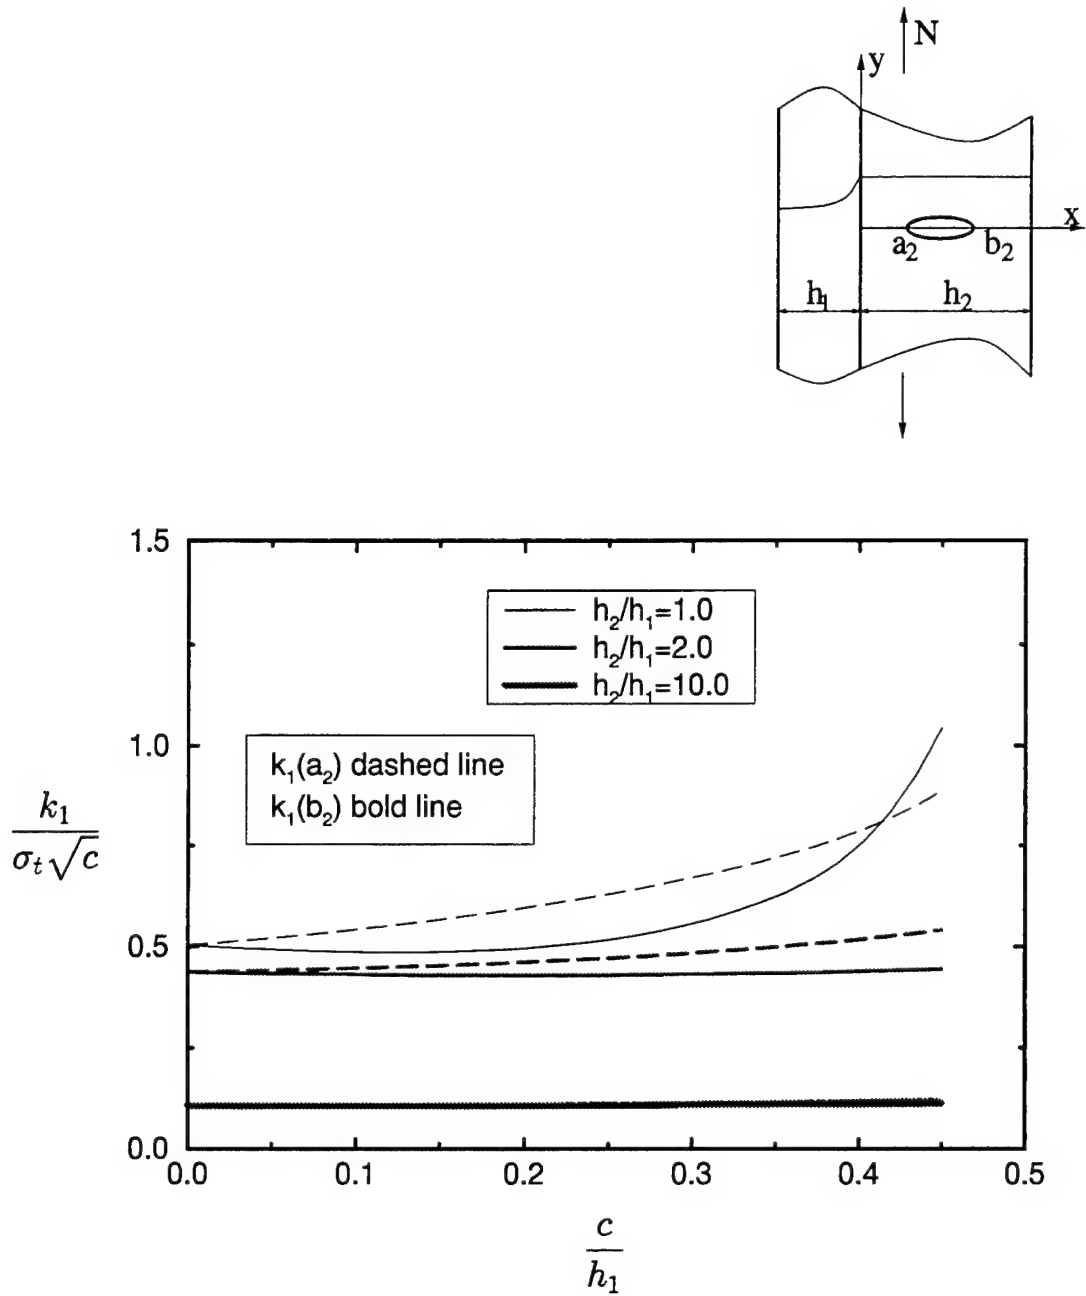 N
y
x
a₂ b₂
h₁ h₂
1.5
1.0
0.5
0.0
h₂/h₁=1.0
h₂/h₁=2.0
h₂/h₁=10.0
k₁(a₂) dashed line
k₁(b₂) bold line
k₁
σₜ√c
0.0 0.1 0.2 0.3 0.4 0.5
c
h₁